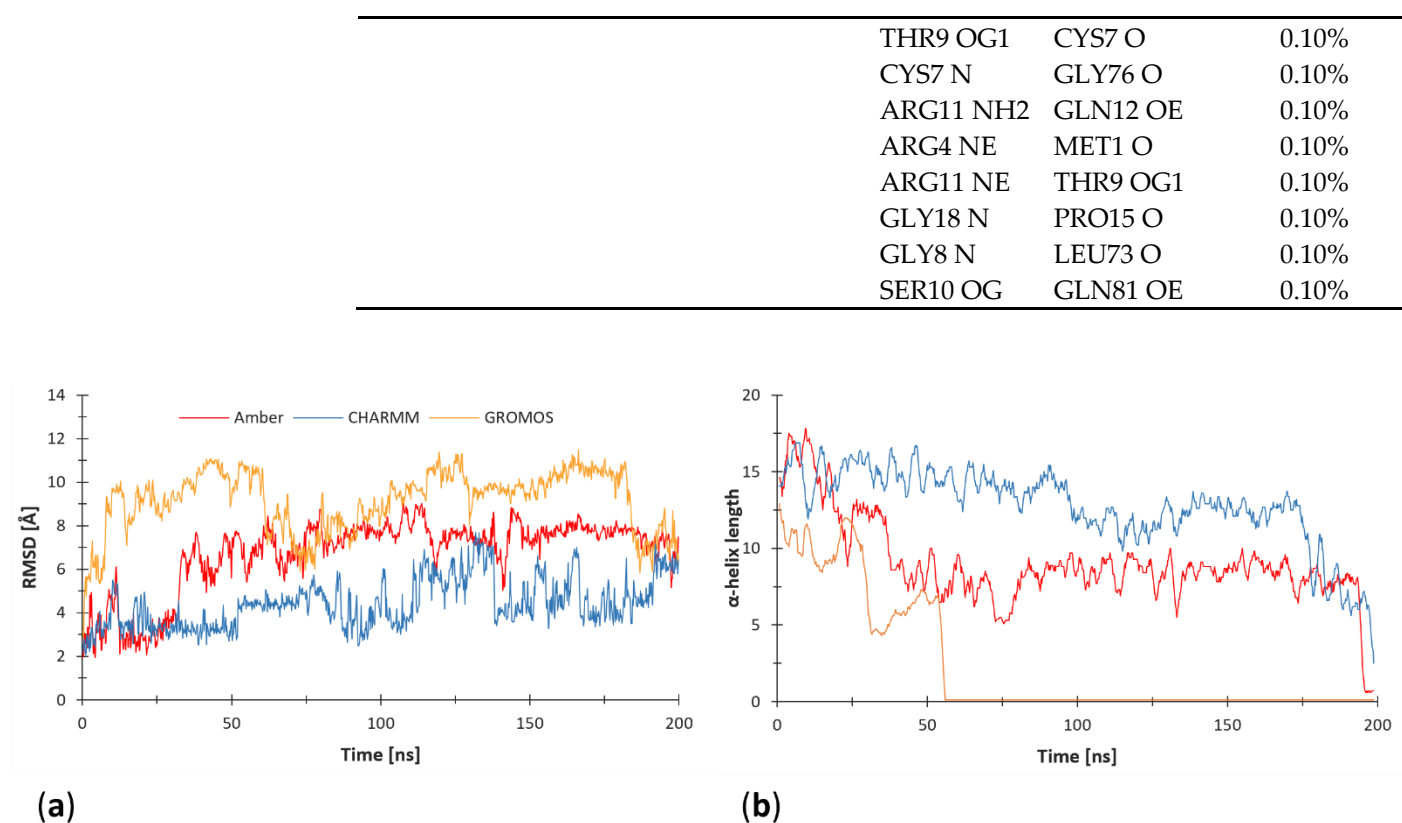 THR9 OG1 CYS7 O 0.10%
CYS7 N GLY76 O 0.10%
ARG11 NH2 GLN12 OE 0.10%
ARG4 NE MET1 O 0.10%
ARG11 NE THR9 OG1 0.10%
GLY18 N PRO15 O 0.10%
GLY8 N LEU73 O 0.10%
SER10 OG GLN81 OE 0.10%
14
12
10
8
6
4
2
0
RMSD [Å]
Amber CHARMM GROMOS
0 50 100 150 200
Time [ns]
(a)
20
15
10
5
0
α-helix length
0 50 100 150 200
Time [ns]
(b)